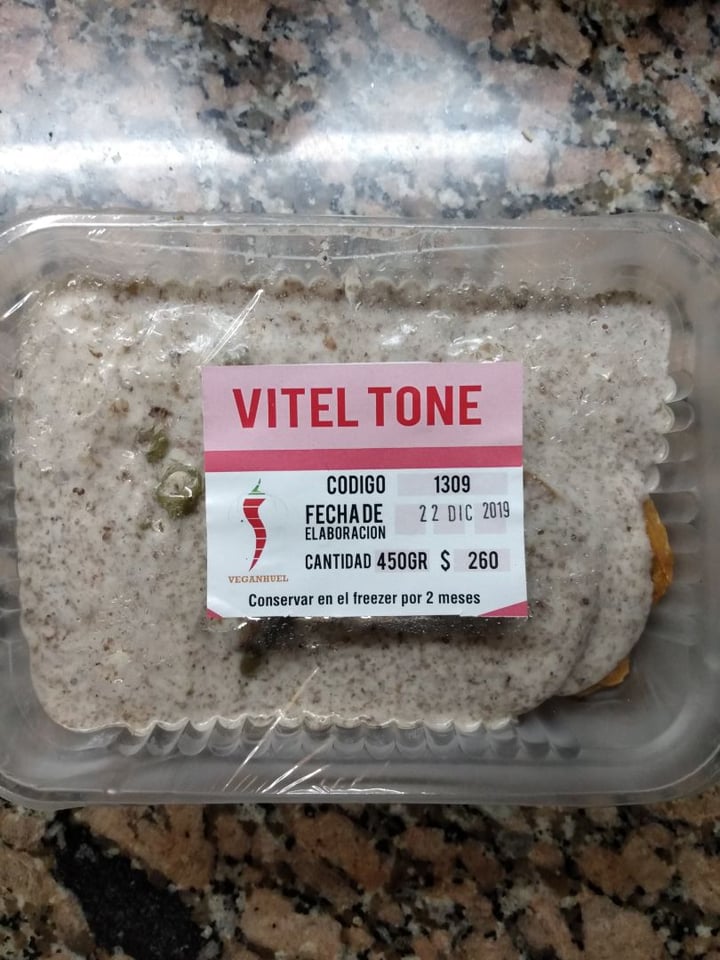 VITEL TONE
CODIGO 1309
FECHA DE
ELABORACION 22 DIC 2019
CANTIDAD 450GR $ 260
VEGANHUEL
Conservar en el freezer por 2 meses